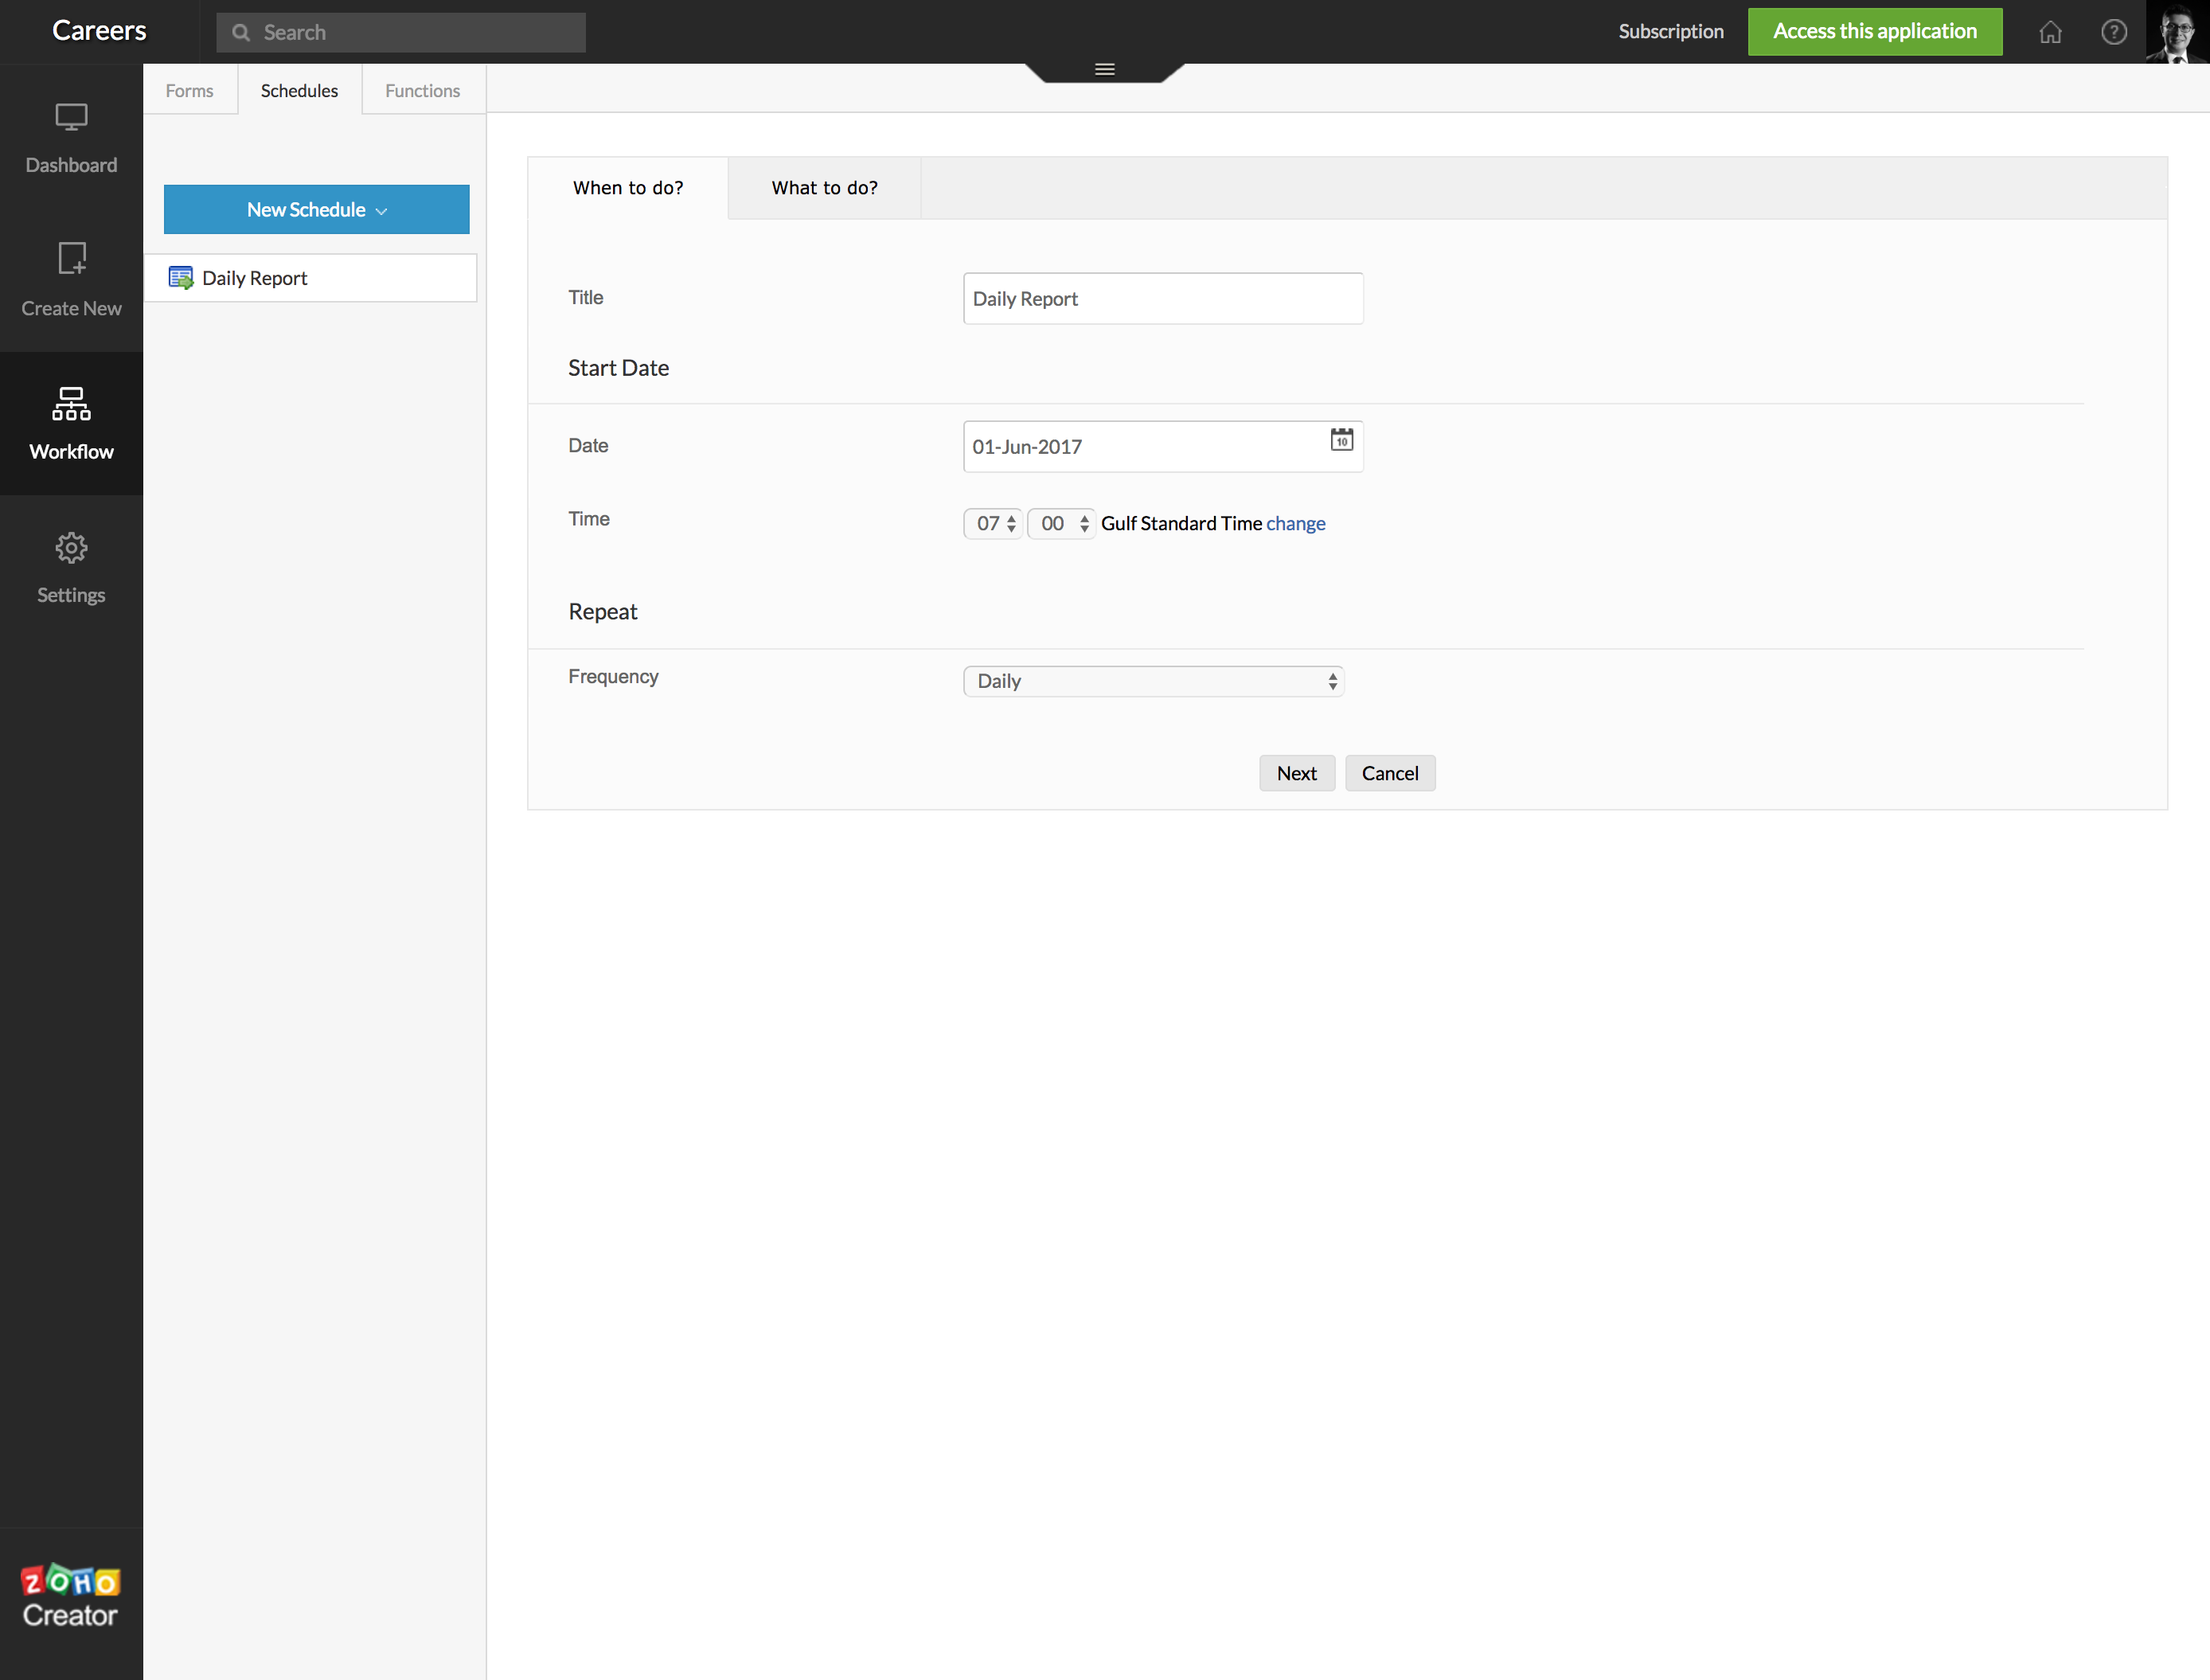 Careers
Search
Subscription
Access this application
Forms
Schedules
Functions
Dashboard
Create New
Workflow
Settings
New Schedule
Daily Report
When to do?
What to do?
Title
Daily Report
Start Date
Date
01-Jun-2017
10
Time
07
00
Gulf Standard Time change
Repeat
Frequency
Daily
Next
Cancel
ZOHO
Creator